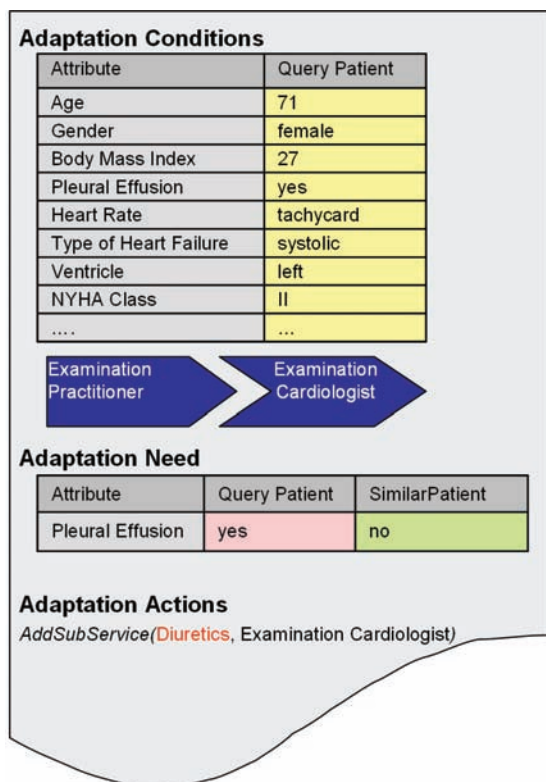 Adaptation Conditions
Attribute Query Patient
Age 71
Gender female
Body Mass Index 27
Pleural Effusion yes
Heart Rate tachycard
Type of Heart Failure systolic
Ventricle left
NYHA Class II
.... ...
Examination Practitioner
Examination Cardiologist
Adaptation Need
Attribute Query Patient SimilarPatient
Pleural Effusion yes no
Adaptation Actions
AddSubService(Diuretics, Examination Cardiologist)